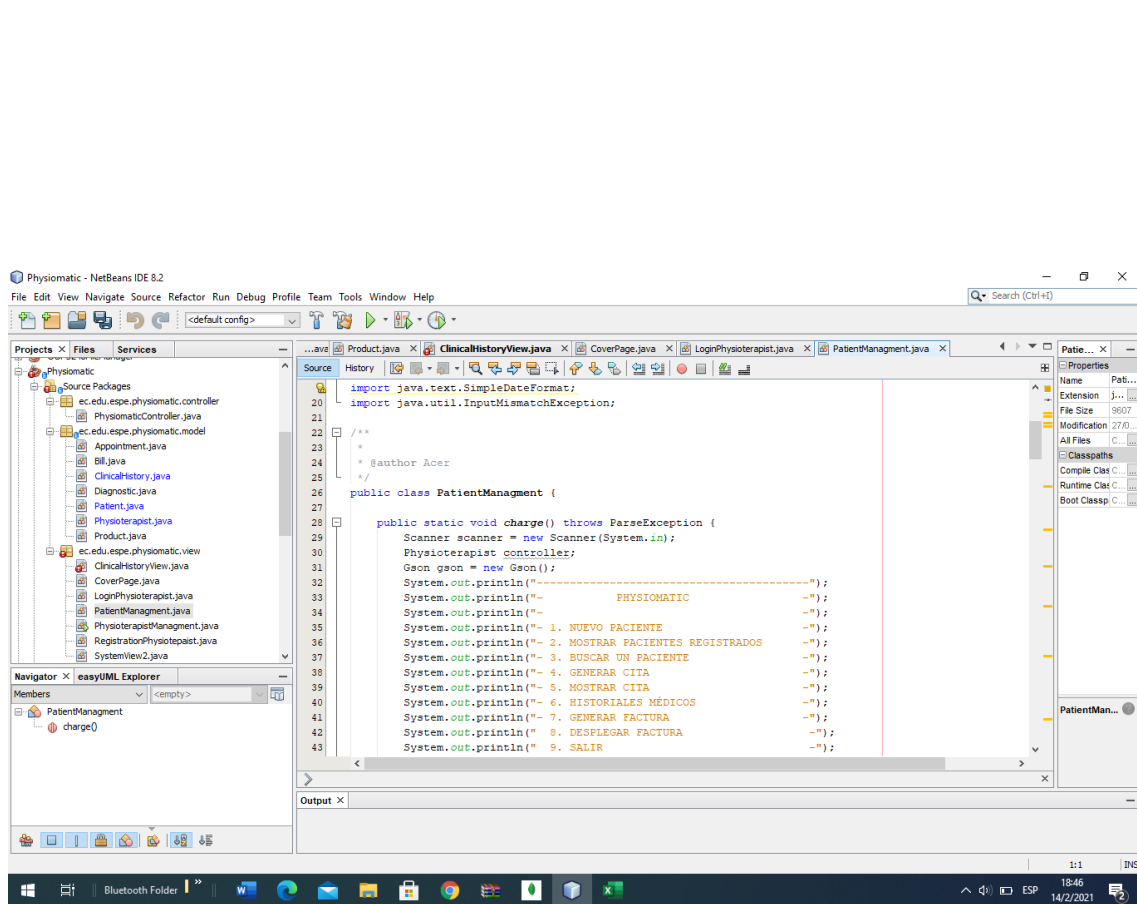 Physiomatic - NetBeans IDE 8.2
File Edit View Navigate Source Refactor Run Debug Profile Team Tools Window Help
Search (Ctrl+I)
<default config>
Projects Files Services
Physiomatic
Source Packages
ec.edu.espe.physiomatic.controller
PhysiomaticController.java
ec.edu.espe.physiomatic.model
Appointment.java
Bill.java
ClinicalHistory.java
Diagnostic.java
Patient.java
Physioterapist.java
Product.java
ec.edu.espe.physiomatic.view
ClinicalHistoryView.java
CoverPage.java
LoginPhysioterapist.java
PatientManagment.java
PhysioterapistManagment.java
RegistrationPhysiotepaist.java
SystemView2.java
Navigator easyUML Explorer
Members <empty>
PatientManagment
charge()
...ava Product.java ClinicalHistoryView.java CoverPage.java LoginPhysioterapist.java PatientManagment.java
Source History
import java.text.SimpleDateFormat;
20 import java.util.InputMismatchException;
21
22 /**
23 *
24 * @author Acer
25 */
26 public class PatientManagment {
27
28 public static void charge() throws ParseException {
29 Scanner scanner = new Scanner(System.in);
30 Physioterapist controller;
31 Gson gson = new Gson();
32 System.out.println("-----------------------------------------");
33 System.out.println("- PHYSIOMATIC -");
34 System.out.println("- -");
35 System.out.println("- 1. NUEVO PACIENTE -");
36 System.out.println("- 2. MOSTRAR PACIENTES REGISTRADOS -");
37 System.out.println("- 3. BUSCAR UN PACIENTE -");
38 System.out.println("- 4. GENERAR CITA -");
39 System.out.println("- 5. MOSTRAR CITA -");
40 System.out.println("- 6. HISTORIALES MÉDICOS -");
41 System.out.println("- 7. GENERAR FACTURA -");
42 System.out.println(" 8. DESPLEGAR FACTURA -");
43 System.out.println(" 9. SALIR -");
Output
Patie...
Properties
Name Pati...
Extension j... ...
File Size 9607
Modification 27/0...
All Files C... ...
Classpaths
Compile Clas C... ...
Runtime Clas C... ...
Boot Classp C... ...
PatientMan...
1:1 INS
Bluetooth Folder
ESP
18:46
14/2/2021
2